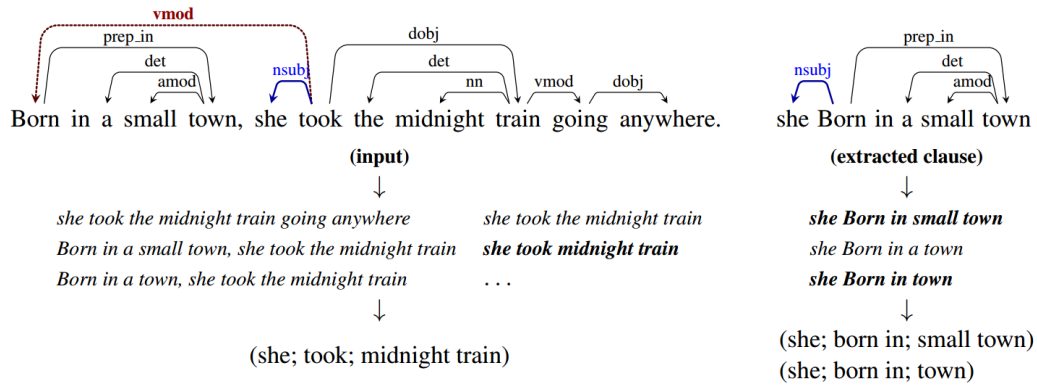 vmod
prep_in dobj prep_in
det det det
nsubj amod nn vmod dobj nsubj amod
Born in a small town, she took the midnight train going anywhere. she Born in a small town
(input) (extracted clause)
↓ ↓
she took the midnight train going anywhere she took the midnight train she Born in small town
Born in a small town, she took the midnight train she took midnight train she Born in a town
Born in a town, she took the midnight train ... she Born in town
↓ ↓
(she; took; midnight train) (she; born in; small town)
(she; born in; town)